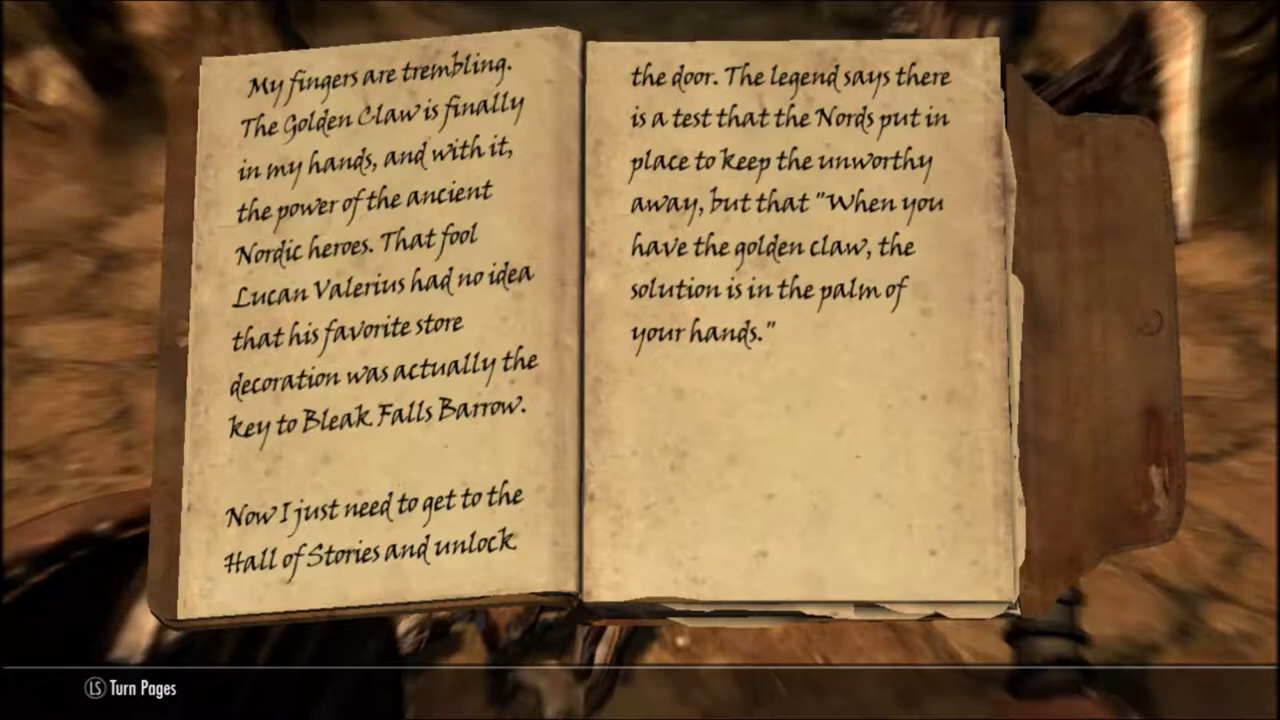 My fingers are trembling.
The Golden Claw is finally
in my hands, and with it,
the power of the ancient
Nordic heroes. That fool
Lucan Valerius had no idea
that his favorite store
decoration was actually the
key to Bleak Falls Barrow.
Now I just need to get to the
Hall of Stories and unlock
the door. The legend says there
is a test that the Nords put in
place to keep the unworthy
away, but that "When you
have the golden claw, the
solution is in the palm of
your hands."
LS Turn Pages